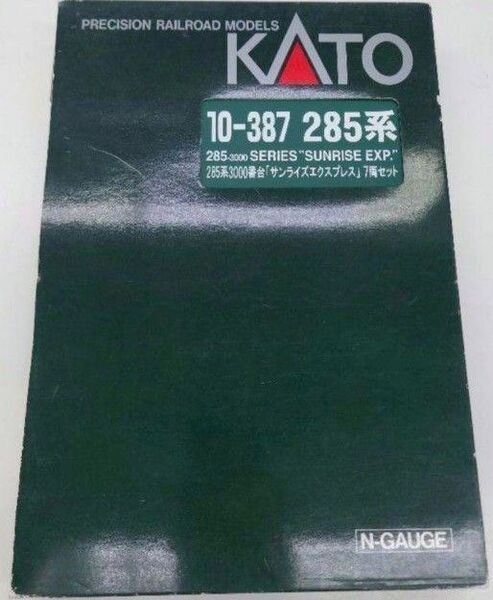 PRECISION RAILROAD MODELS
KATO
10-387 285系
285-3000 SERIES "SUNRISE EXP."
285系3000番台「サンライズエクスプレス」7両セット
N-GAUGE